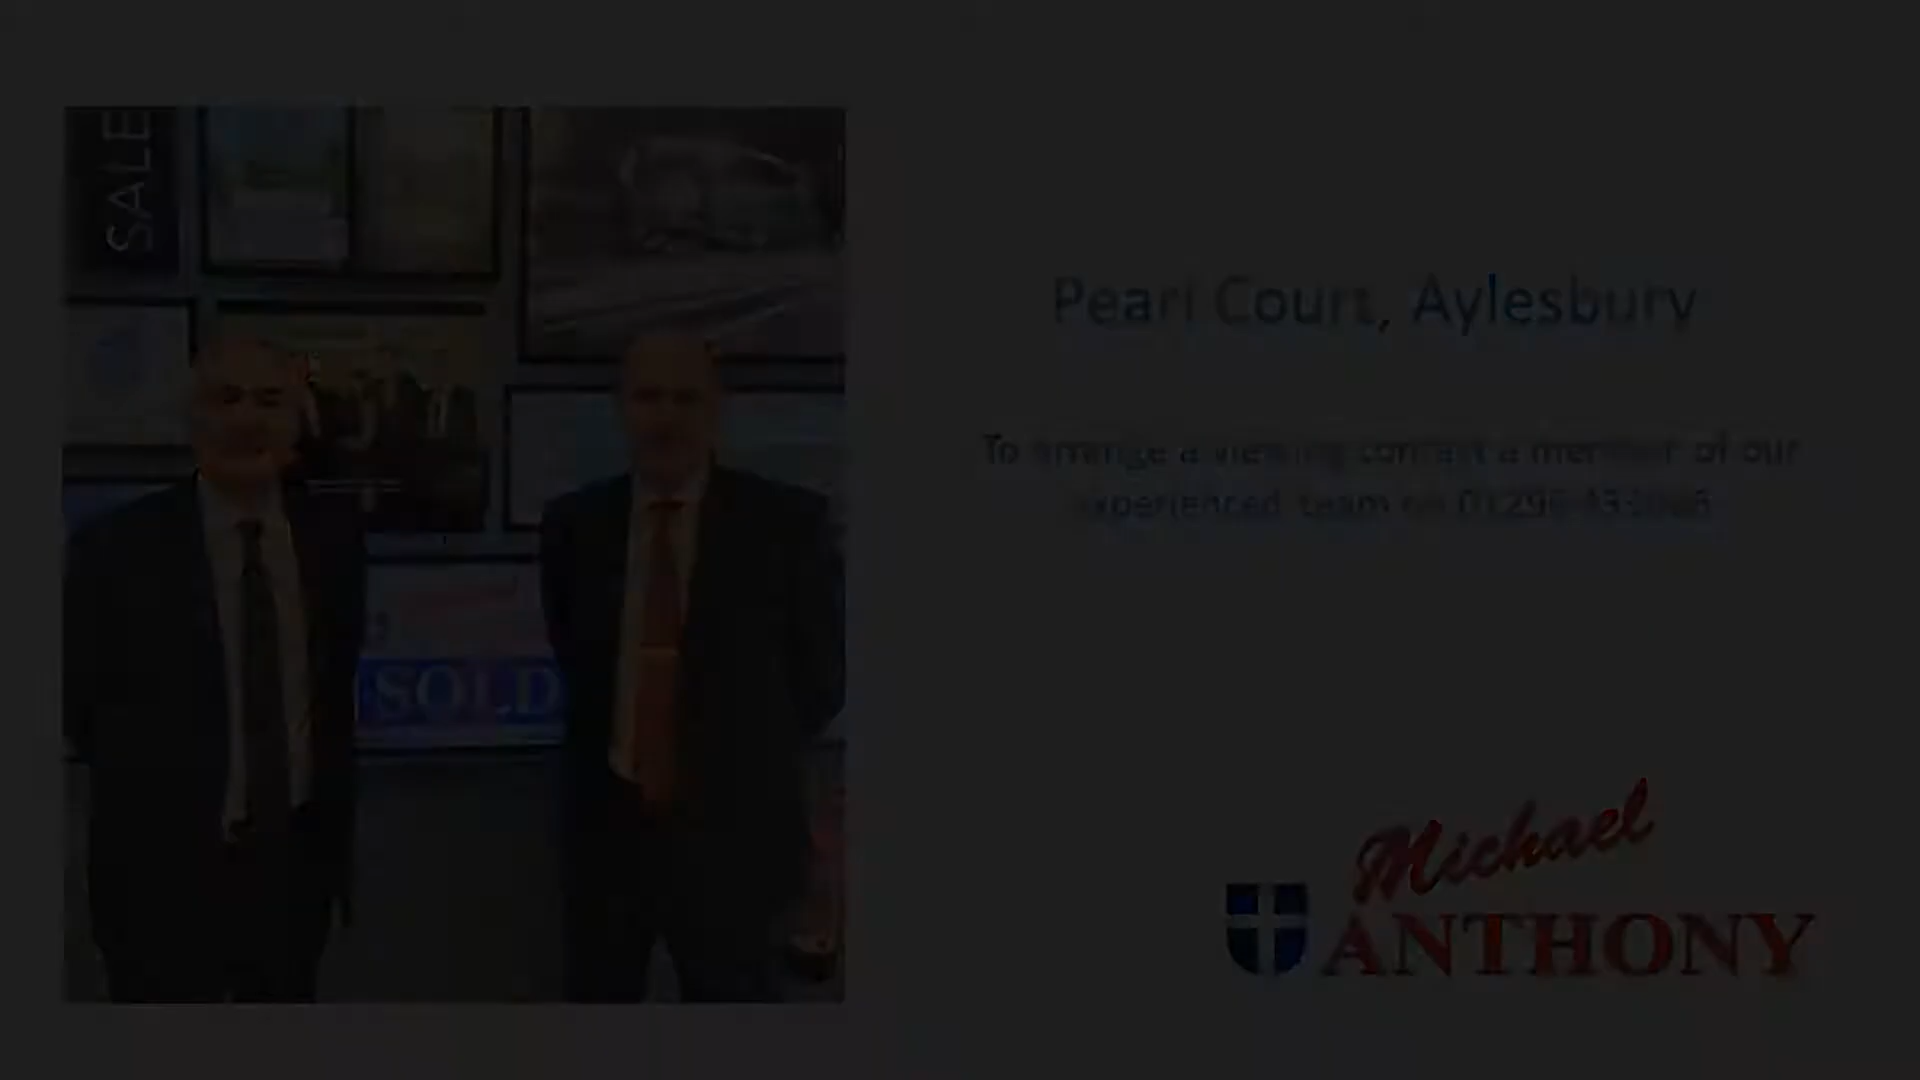 SALE
SOLD
Pearl Court, Aylesbury
To arrange a viewing contact a member of our
experienced team on
Michael
ANTHONY